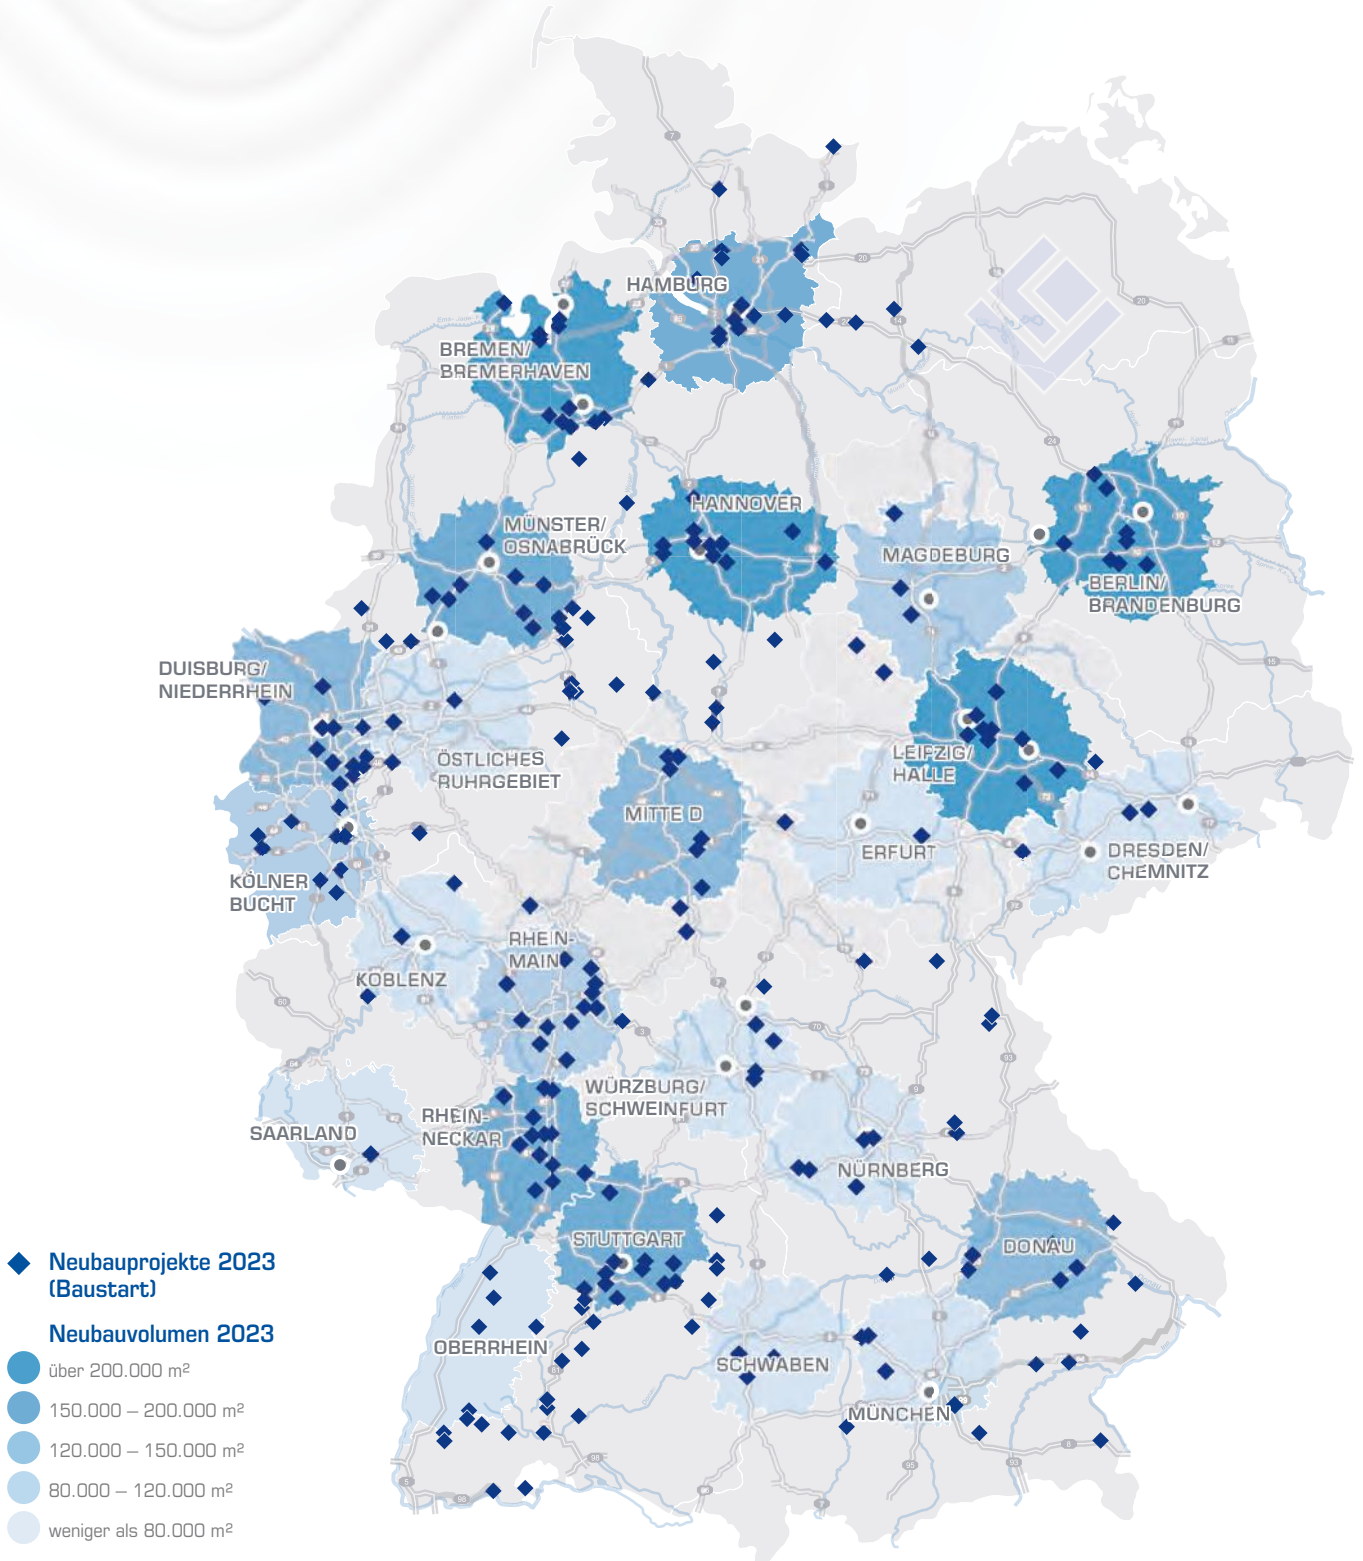 HAMBURG
BREMEN/
BREMERHAVEN
HANNOVER
MÜNSTER/
OSNABRÜCK
MAGDEBURG
BERLIN/
BRANDENBURG
DUISBURG/
NIEDERRHEIN
ÖSTLICHES
RUHRGEBIET
LEIPZIG/
HALLE
MITTE D
ERFURT
DRESDEN/
CHEMNITZ
KÖLNER
BUCHT
RHEIN-
MAIN
KOBLENZ
WÜRZBURG/
SCHWEINFURT
RHEIN-
NECKAR
SAARLAND
NÜRNBERG
STUTTGART
DONAU
OBERRHEIN
SCHWABEN
MÜNCHEN
Neubauprojekte 2023
(Baustart)
Neubauvolumen 2023
über 200.000 m²
150.000 – 200.000 m²
120.000 – 150.000 m²
80.000 – 120.000 m²
weniger als 80.000 m²